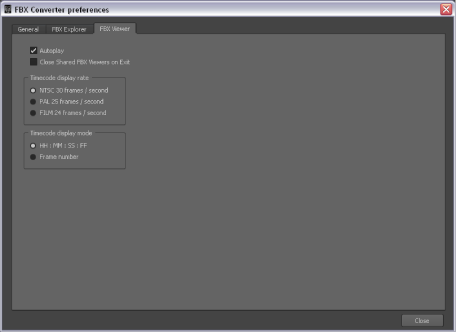 FBX Converter preferences
General FBX Explorer FBX Viewer
Autoplay
Close Shared FBX Viewers on Exit
Timecode display rate
NTSC 30 frames / second
PAL 25 frames / second
FILM 24 frames / second
Timecode display mode
HH : MM : SS : FF
Frame number
Close